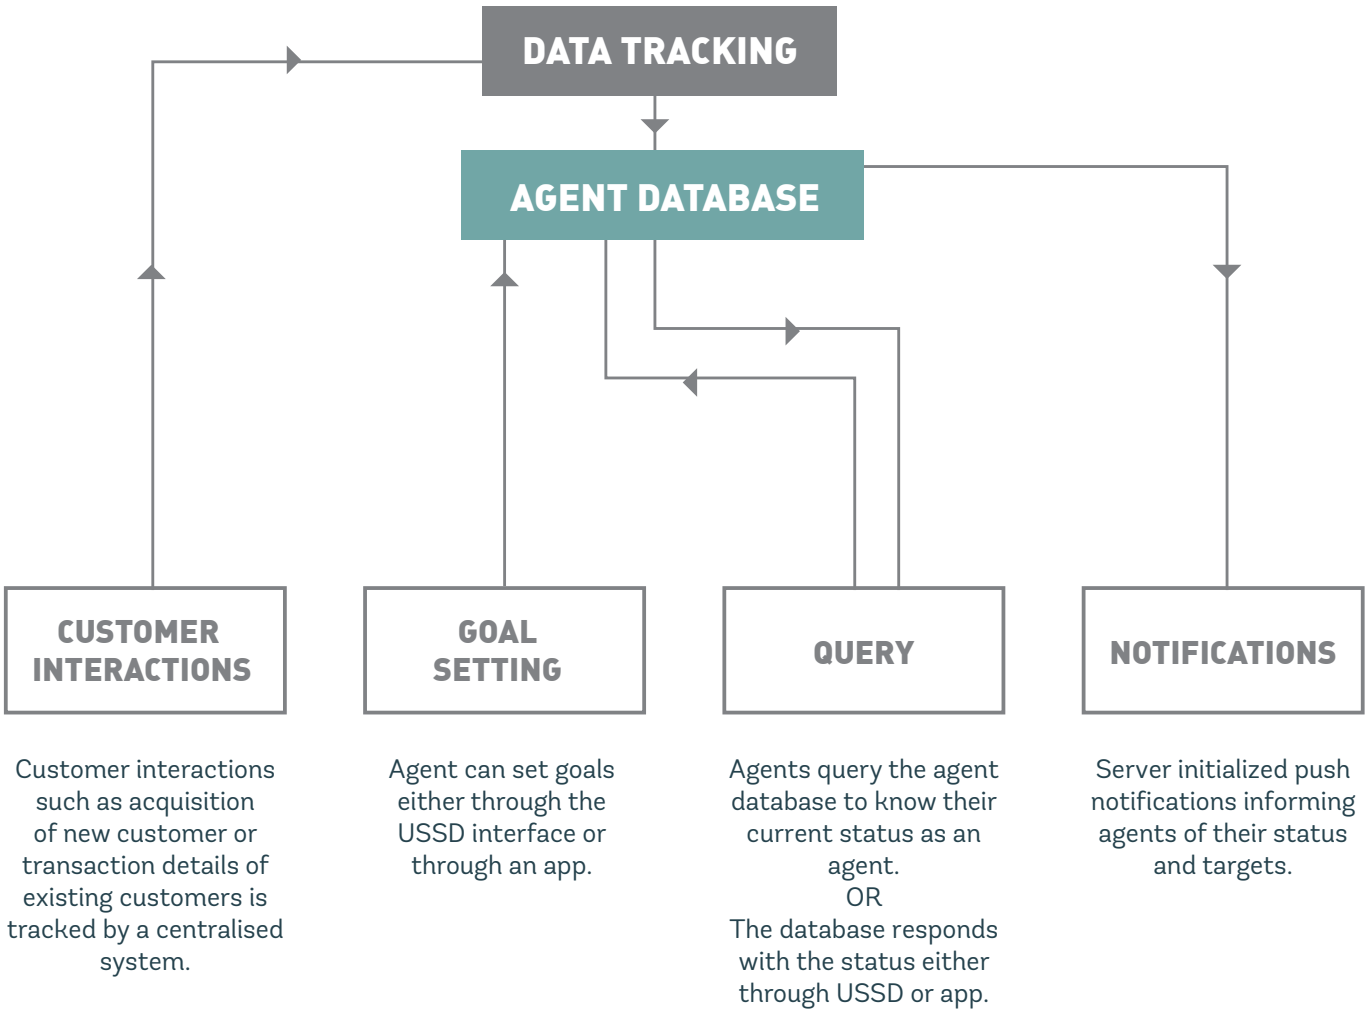 DATA TRACKING
AGENT DATABASE
CUSTOMER
INTERACTIONS
Customer interactions
such as acquisition
of new customer or
transaction details of
existing customers is
tracked by a centralised
system.
GOAL
SETTING
Agent can set goals
either through the
USSD interface or
through an app.
QUERY
Agents query the agent
database to know their
current status as an
agent.
OR
The database responds
with the status either
through USSD or app.
NOTIFICATIONS
Server initialized push
notifications informing
agents of their status
and targets.